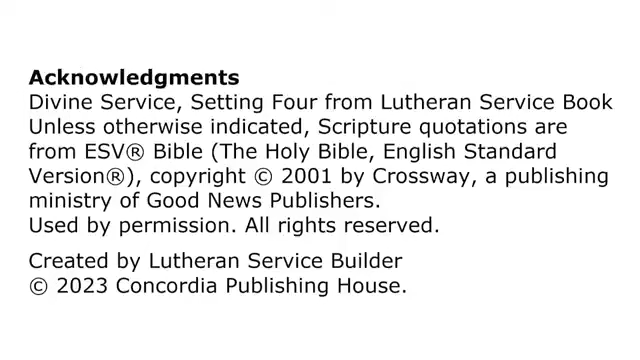 Acknowledgments
Divine Service, Setting Four from Lutheran Service Book
Unless otherwise indicated, Scripture quotations are
from ESV® Bible (The Holy Bible, English Standard
Version®), copyright © 2001 by Crossway, a publishing
ministry of Good News Publishers.
Used by permission. All rights reserved.
Created by Lutheran Service Builder
© 2023 Concordia Publishing House.